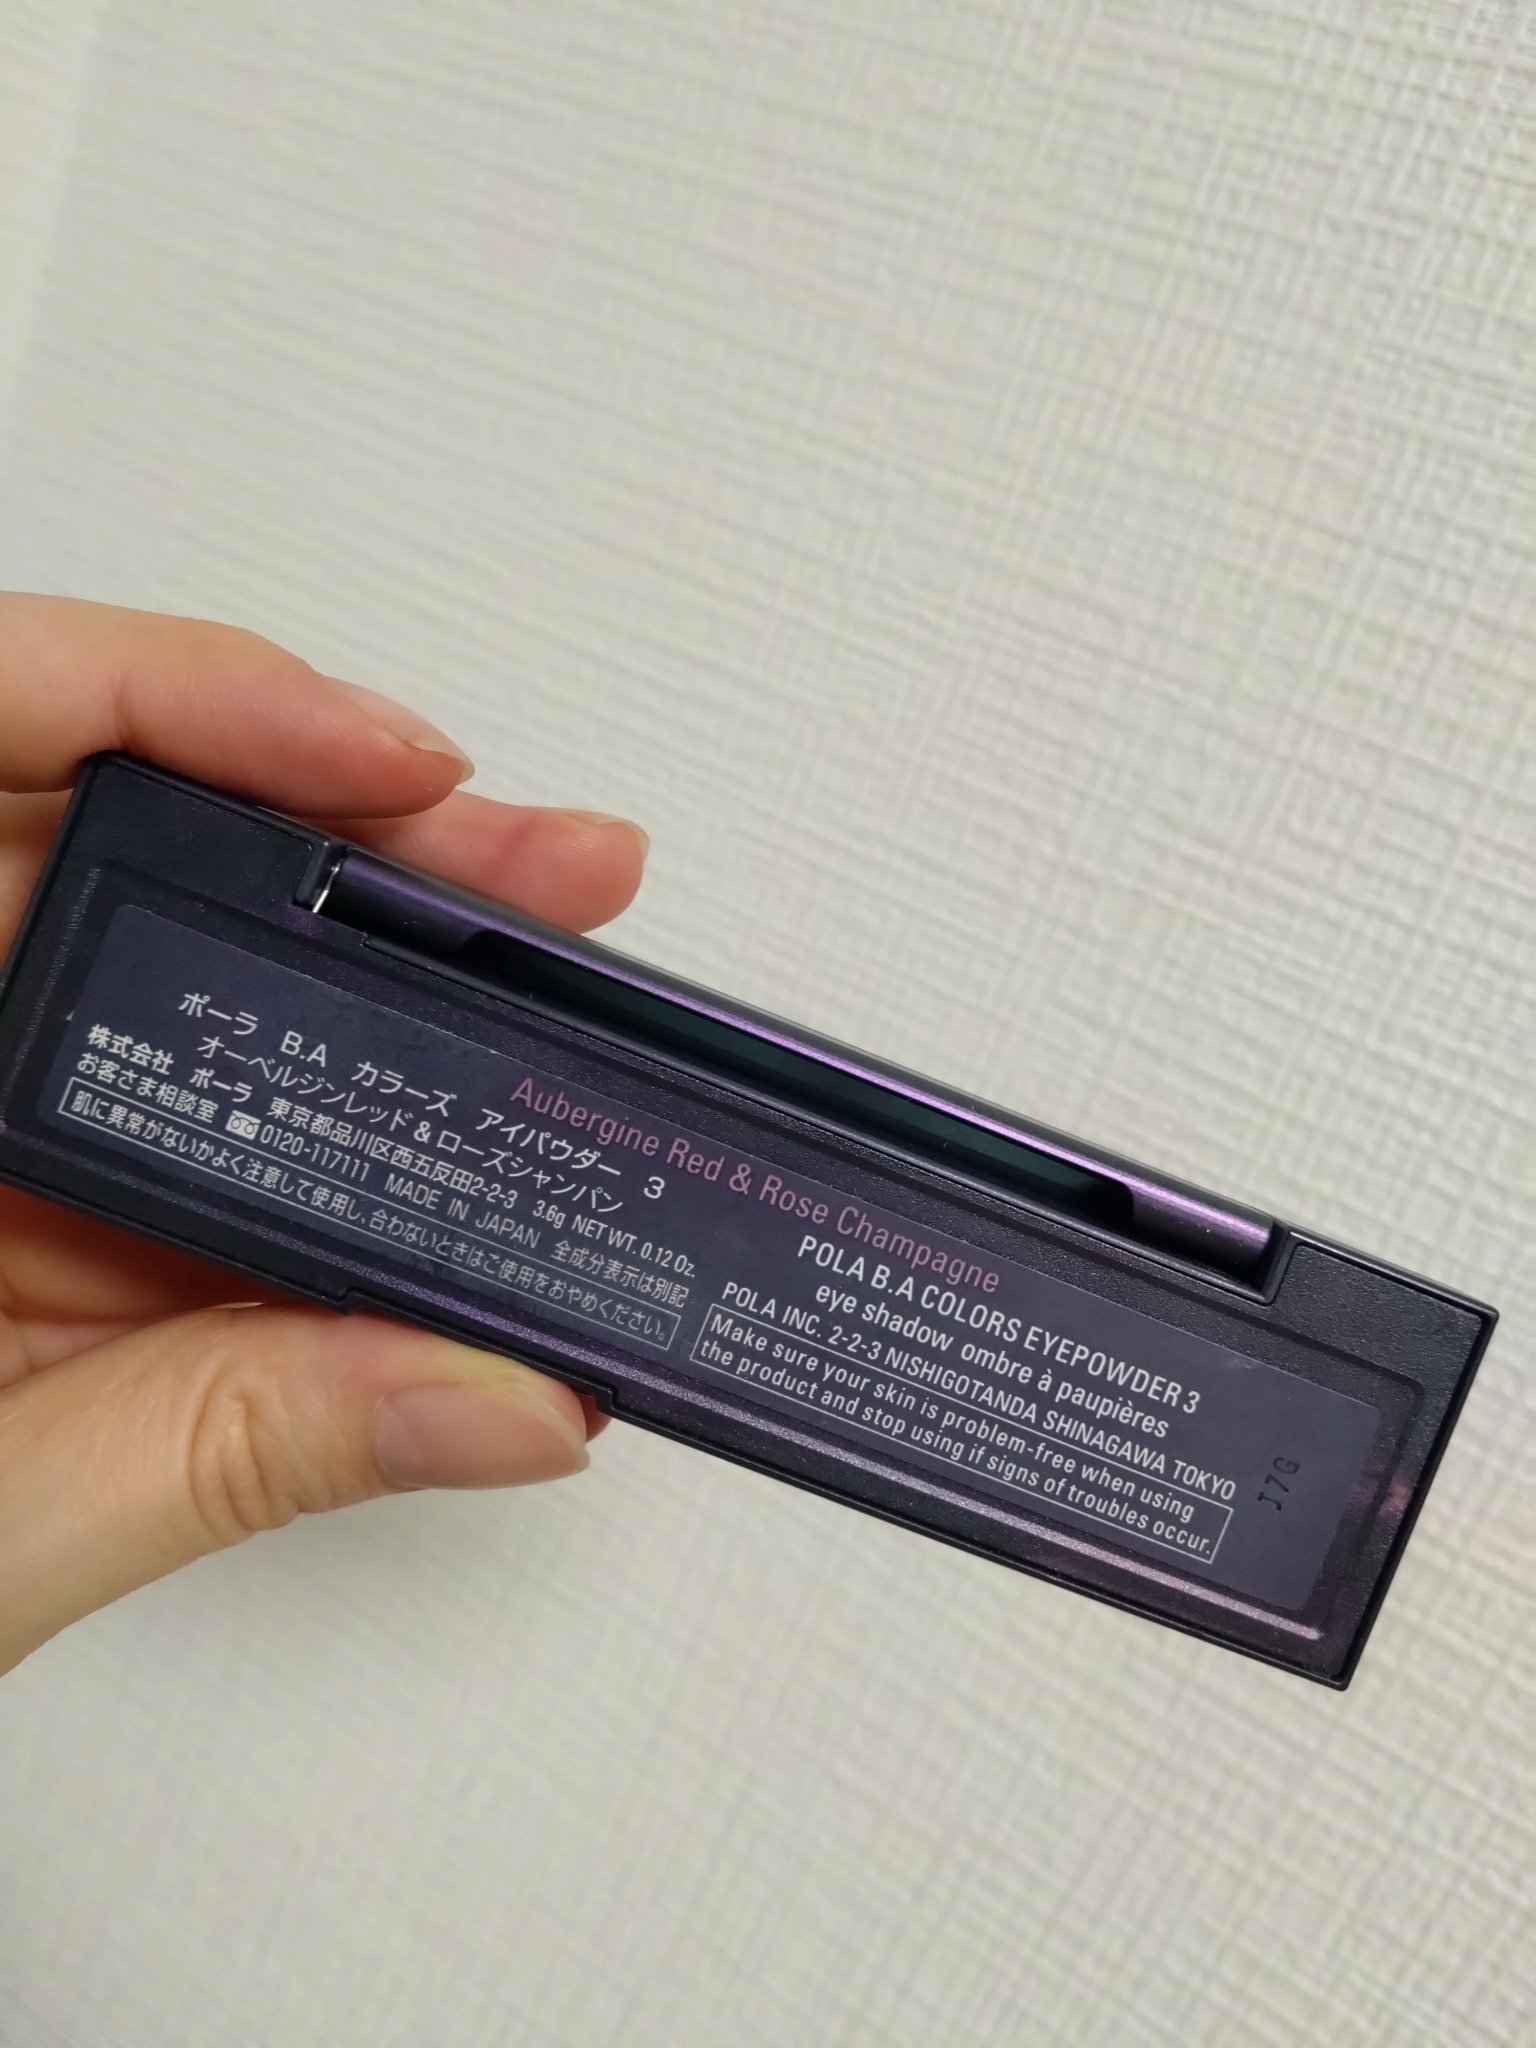 Aubergine Red & Rose Champagne
ポーラ B.A カラーズ アイパウダー 3
オーベルジンレッド&ローズシャンパン
株式会社 ポーラ 東京都品川区西五反田2-2-3 3.6g NET WT. 0.12 Oz.
お客さま相談室 0120-117111 MADE IN JAPAN 全成分表示は別記
肌に異常がないかよく注意して使用し、合わないときはご使用をおやめください。
POLA B.A COLORS EYEPOWDER 3
eye shadow ombre à paupières
POLA INC. 2-2-3 NISHIGOTANDA SHINAGAWA TOKYO
Make sure your skin is problem-free when using
the product and stop using if signs of troubles occur.
J7G